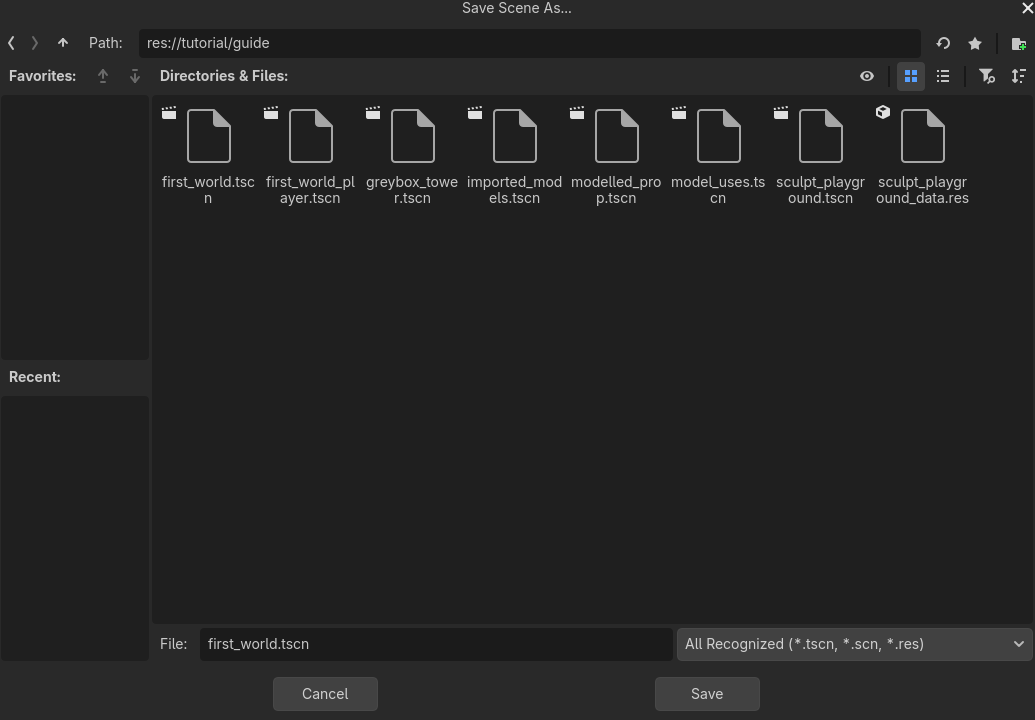 Save Scene As...
Path: res://tutorial/guide
Favorites:
Directories & Files:
first_world.tsc
n
first_world_pl
ayer.tscn
greybox_towe
r.tscn
imported_mod
els.tscn
modelled_pro
p.tscn
model_uses.ts
cn
sculpt_playgr
ound.tscn
sculpt_playgr
ound_data.res
Recent:
File: first_world.tscn
All Recognized (*.tscn, *.scn, *.res)
Cancel
Save